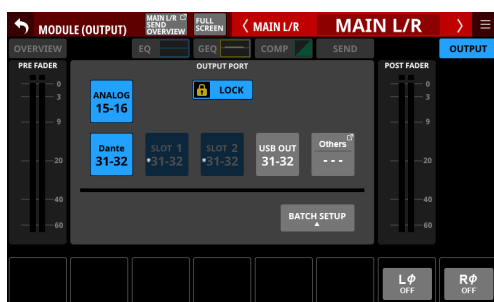 MODULE (OUTPUT)
MAIN L/R
SEND
OVERVIEW
FULL
SCREEN
MAIN L/R
MAIN L/R
OVERVIEW
EQ
GEQ
COMP
SEND
OUTPUT
PRE FADER
OUTPUT PORT
POST FADER
0
3
9
20
40
60
ANALOG
15-16
LOCK
Dante
31-32
SLOT 1
*31-32
SLOT 2
*31-32
USB OUT
31-32
Others
---
BATCH SETUP
0
3
9
20
40
60
LΦ
OFF
RΦ
OFF